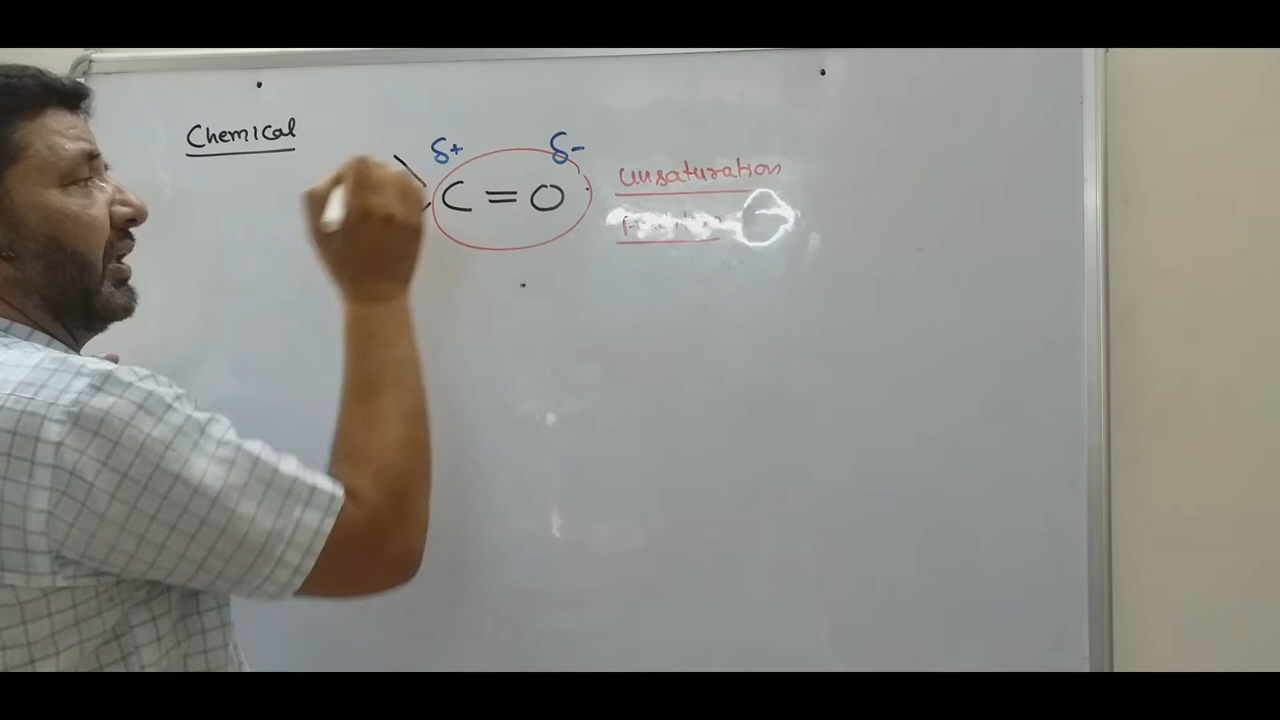 Chemical
δ+ δ-
C = O
unsaturation